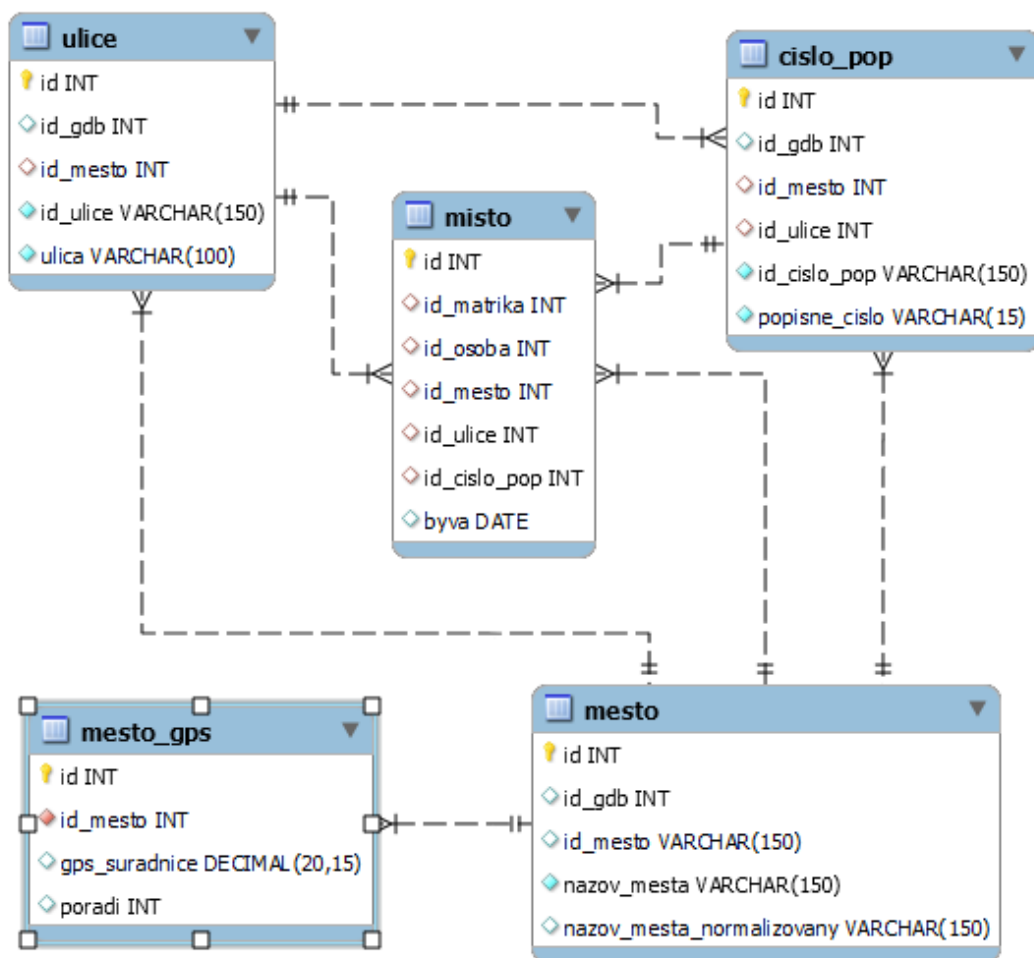 ulice
id INT
id_gdb INT
id_mesto INT
id_ulice VARCHAR(150)
ulica VARCHAR(100)
cislo_pop
id INT
id_gdb INT
id_mesto INT
id_ulice INT
id_cislo_pop VARCHAR(150)
popisne_cislo VARCHAR(15)
misto
id INT
id_matrika INT
id_osoba INT
id_mesto INT
id_ulice INT
id_cislo_pop INT
byva DATE
mesto_gps
id INT
id_mesto INT
gps_suradnice DECIMAL(20,15)
poradi INT
mesto
id INT
id_gdb INT
id_mesto VARCHAR(150)
nazov_mesta VARCHAR(150)
nazov_mesta_normalizovany VARCHAR(150)